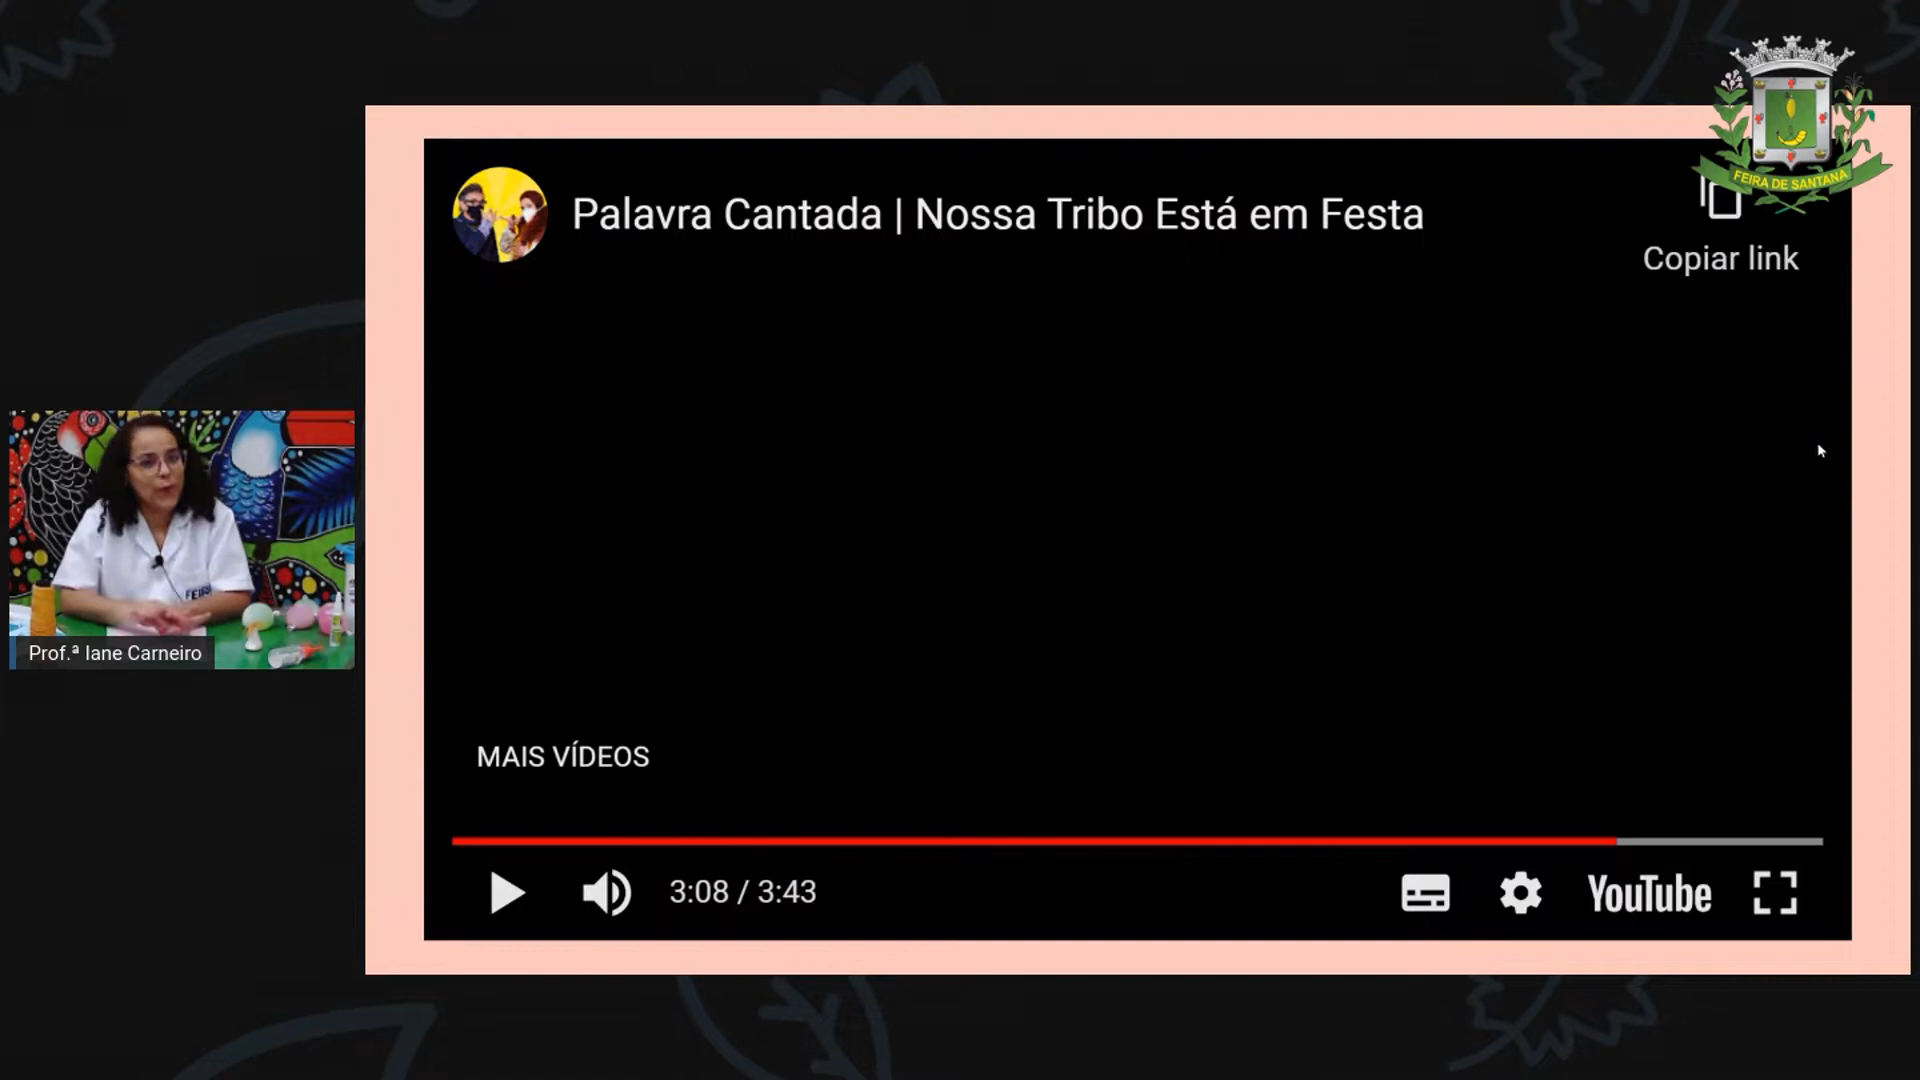 FEIRA DE SANTANA
Palavra Cantada | Nossa Tribo Está em Festa
Copiar link
FEIRA
Prof.ª Iane Carneiro
MAIS VÍDEOS
3:08 / 3:43
YouTube